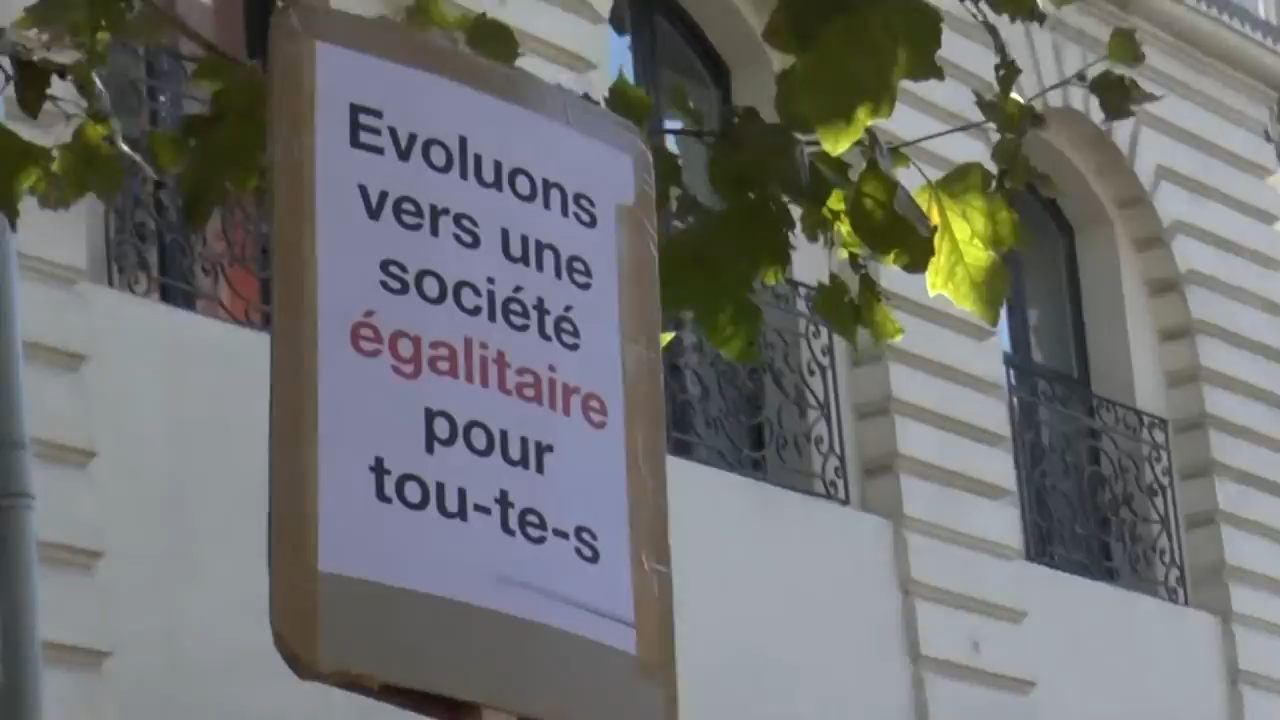 Evoluons
vers une
société
égalitaire
pour
tou-te-s